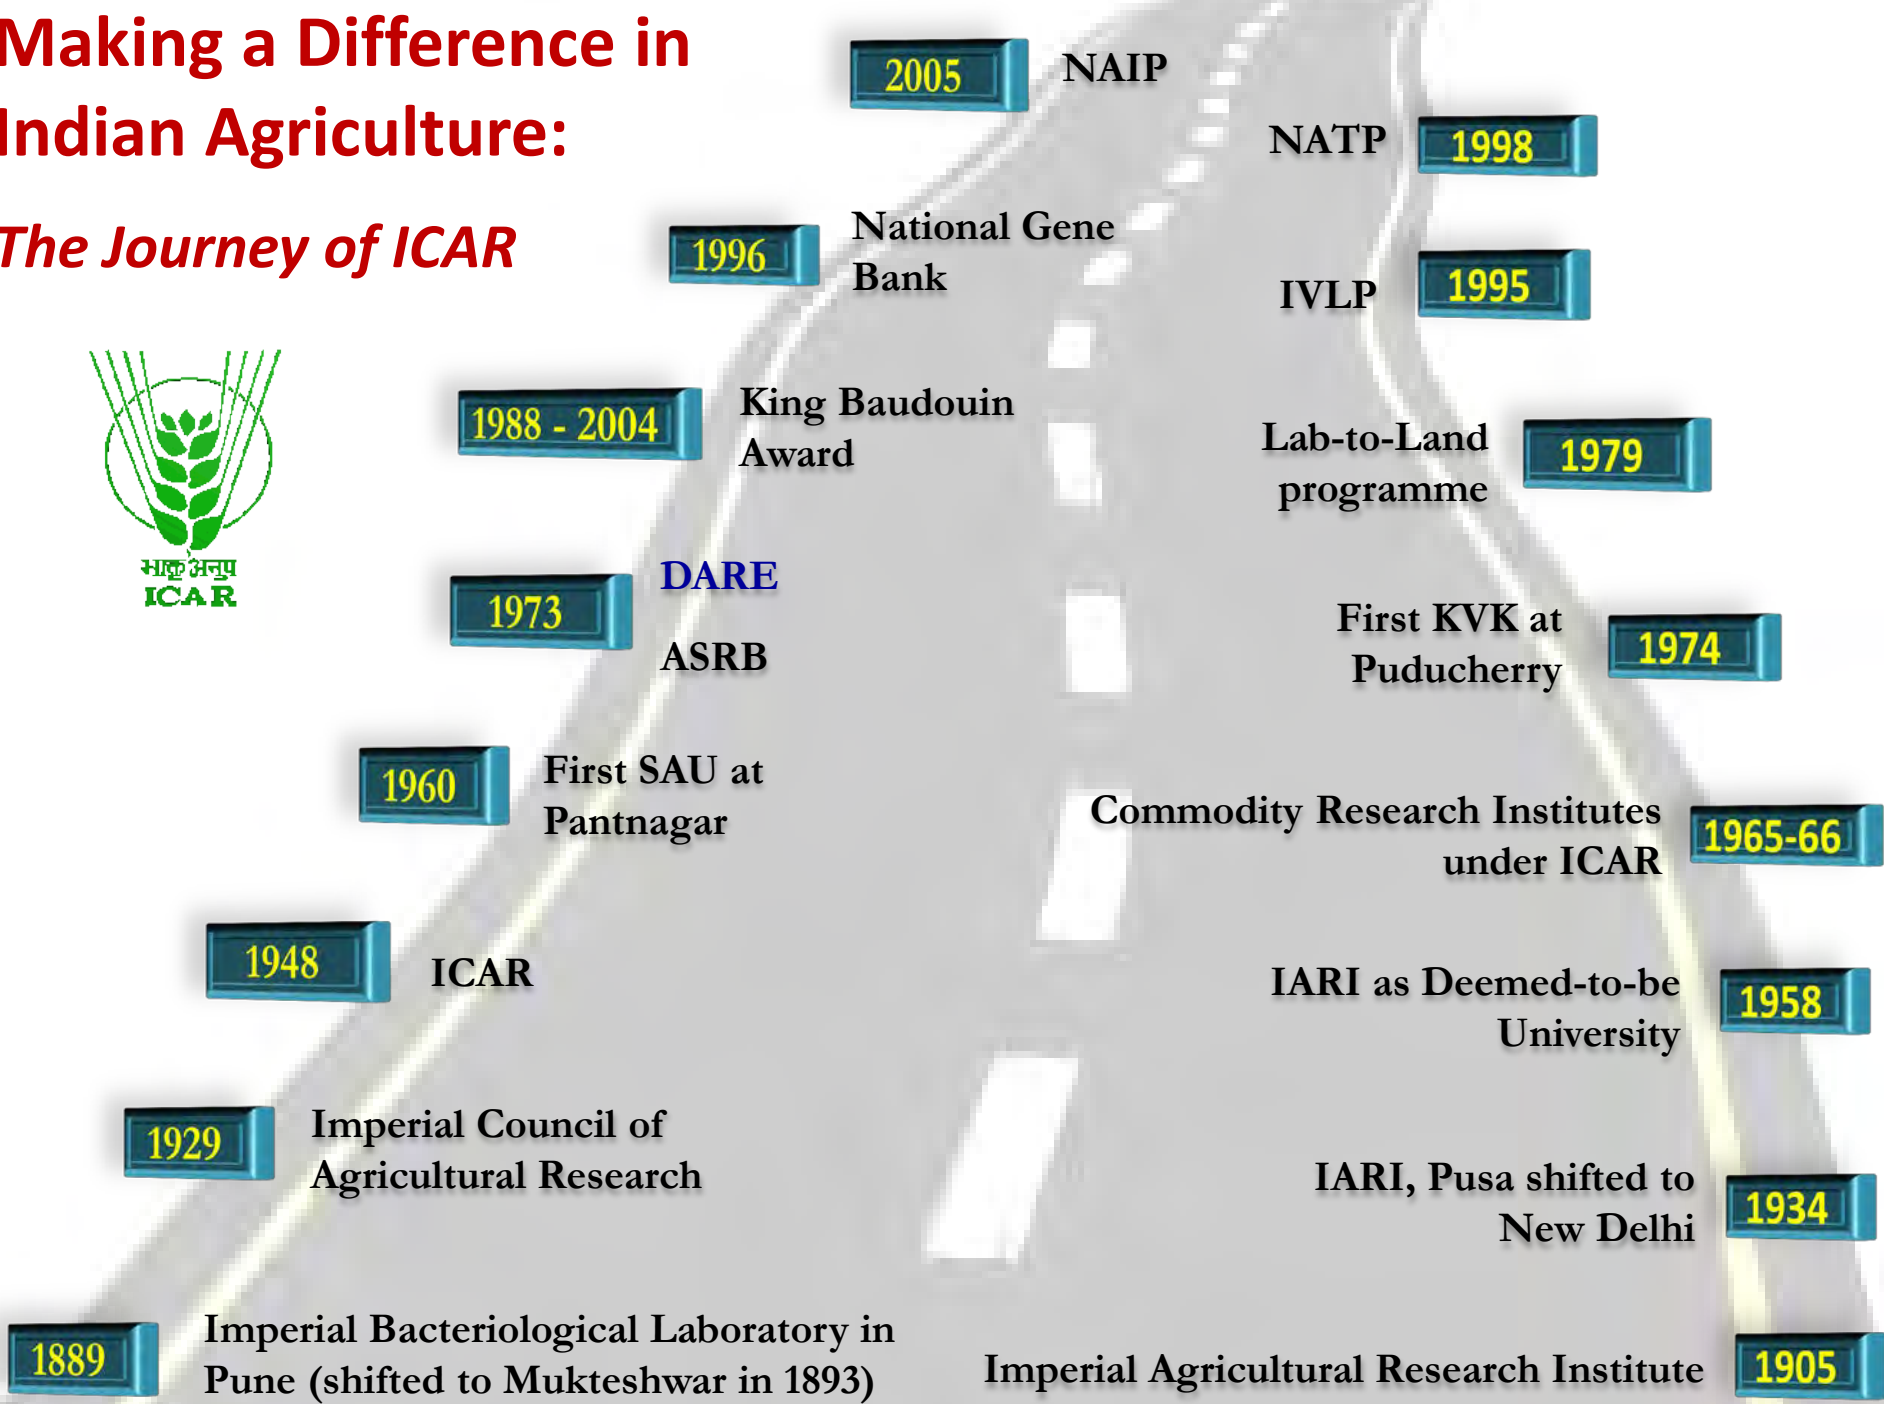 Making a Difference in
Indian Agriculture:
The Journey of ICAR
भाकृअनुप
ICAR
2005
NAIP
NATP
1998
1996
National Gene
Bank
IVLP
1995
1988 - 2004
King Baudouin
Award
Lab-to-Land
programme
1979
1973
DARE
ASRB
First KVK at
Puducherry
1974
1960
First SAU at
Pantnagar
Commodity Research Institutes
under ICAR
1965-66
1948
ICAR
IARI as Deemed-to-be
University
1958
1929
Imperial Council of
Agricultural Research
IARI, Pusa shifted to
New Delhi
1934
1889
Imperial Bacteriological Laboratory in
Pune (shifted to Mukteshwar in 1893)
Imperial Agricultural Research Institute
1905